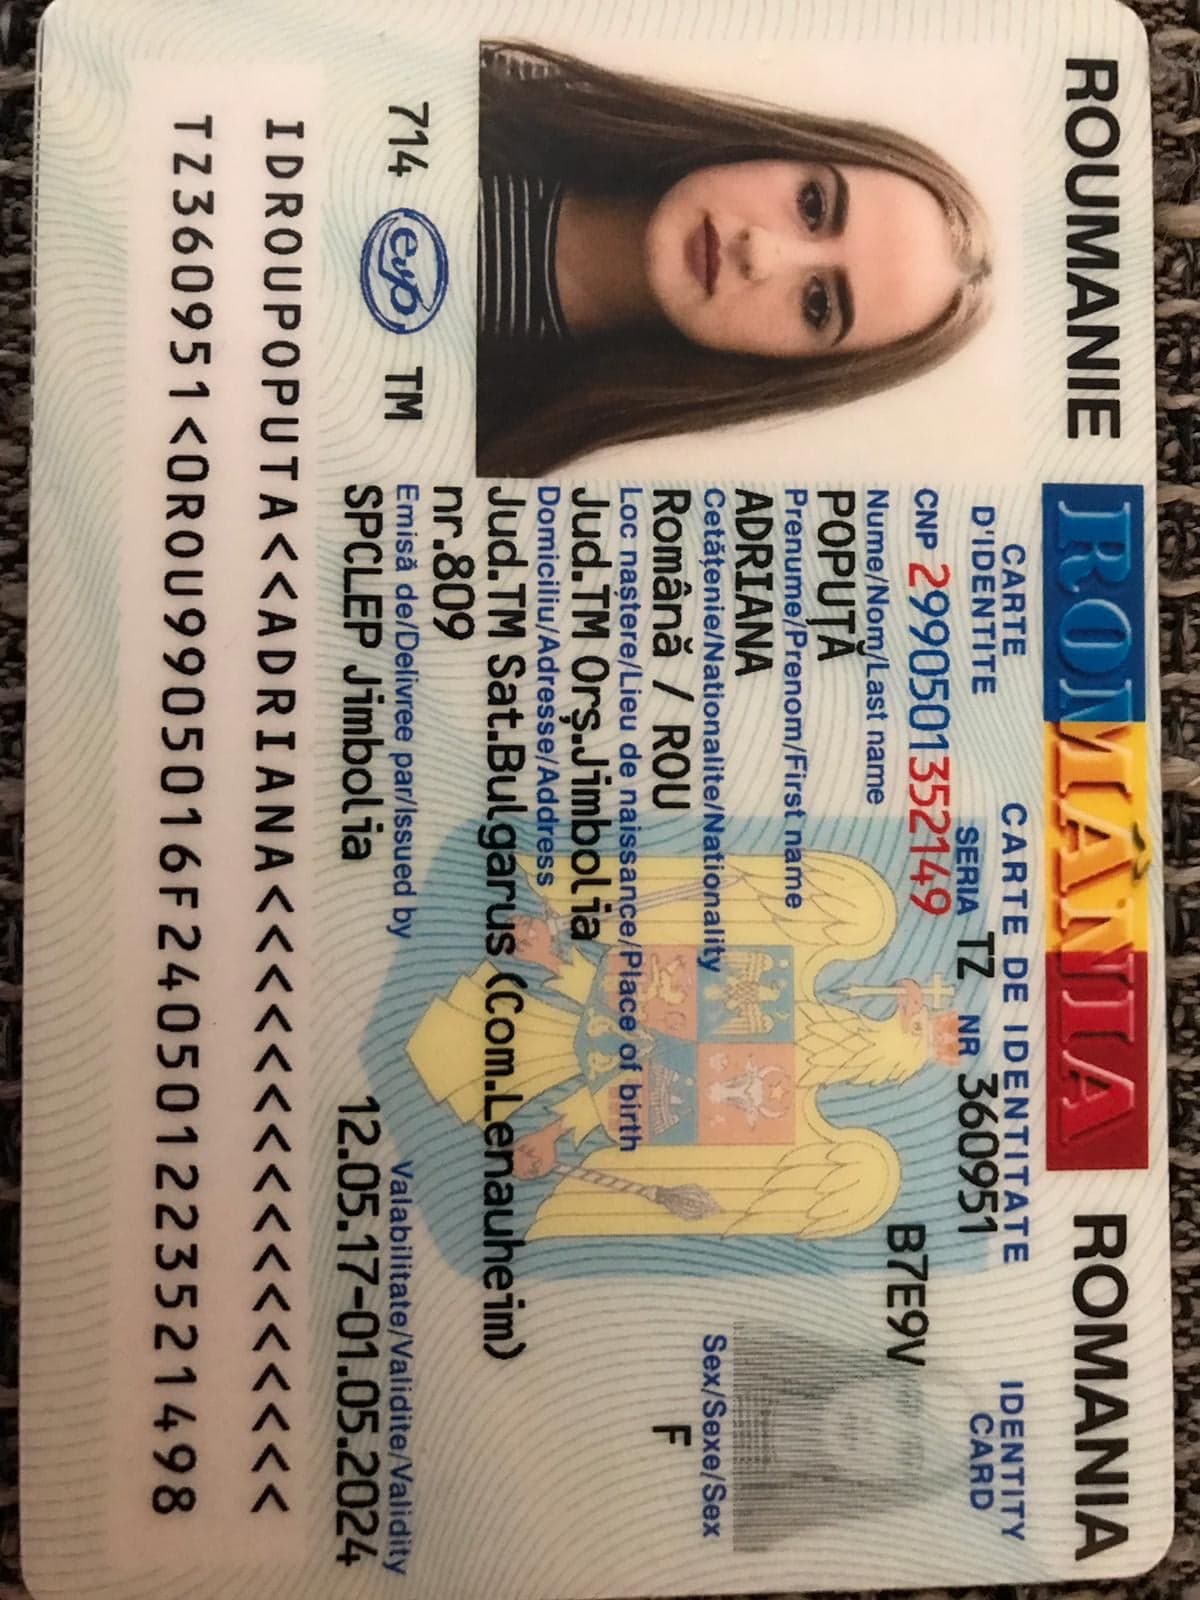 ROUMANIE ROMÂNIA ROMANIA
CARTE D'IDENTITE
CARTE DE IDENTITATE
IDENTITY CARD
SERIA TZ NR 360951
CNP 2990501352149
B7E9V
Nume/Nom/Last name
POPUȚĂ
Prenume/Prenom/First name
ADRIANA
Cetăţenie/Nationalite/Nationality
Română / ROU
Sex/Sexe/Sex
F
Loc nastere/Lieu de naissance/Place of birth
Jud.TM Orş.Jimbolia
Domiciliu/Adresse/Address
Jud.TM Sat.Bulgarus (Com.Lenauheim)
nr.809
Emisă de/Delivree par/Issued by
SPCLEP Jimbolia
Valabilitate/Validite/Validity
12.05.17-01.05.2024
714 evp TM
IDROUPOPUTA<<ADRIANA<<<<<<<<<<<<<<<<
TZ360951<0ROU9905016F240501223521498